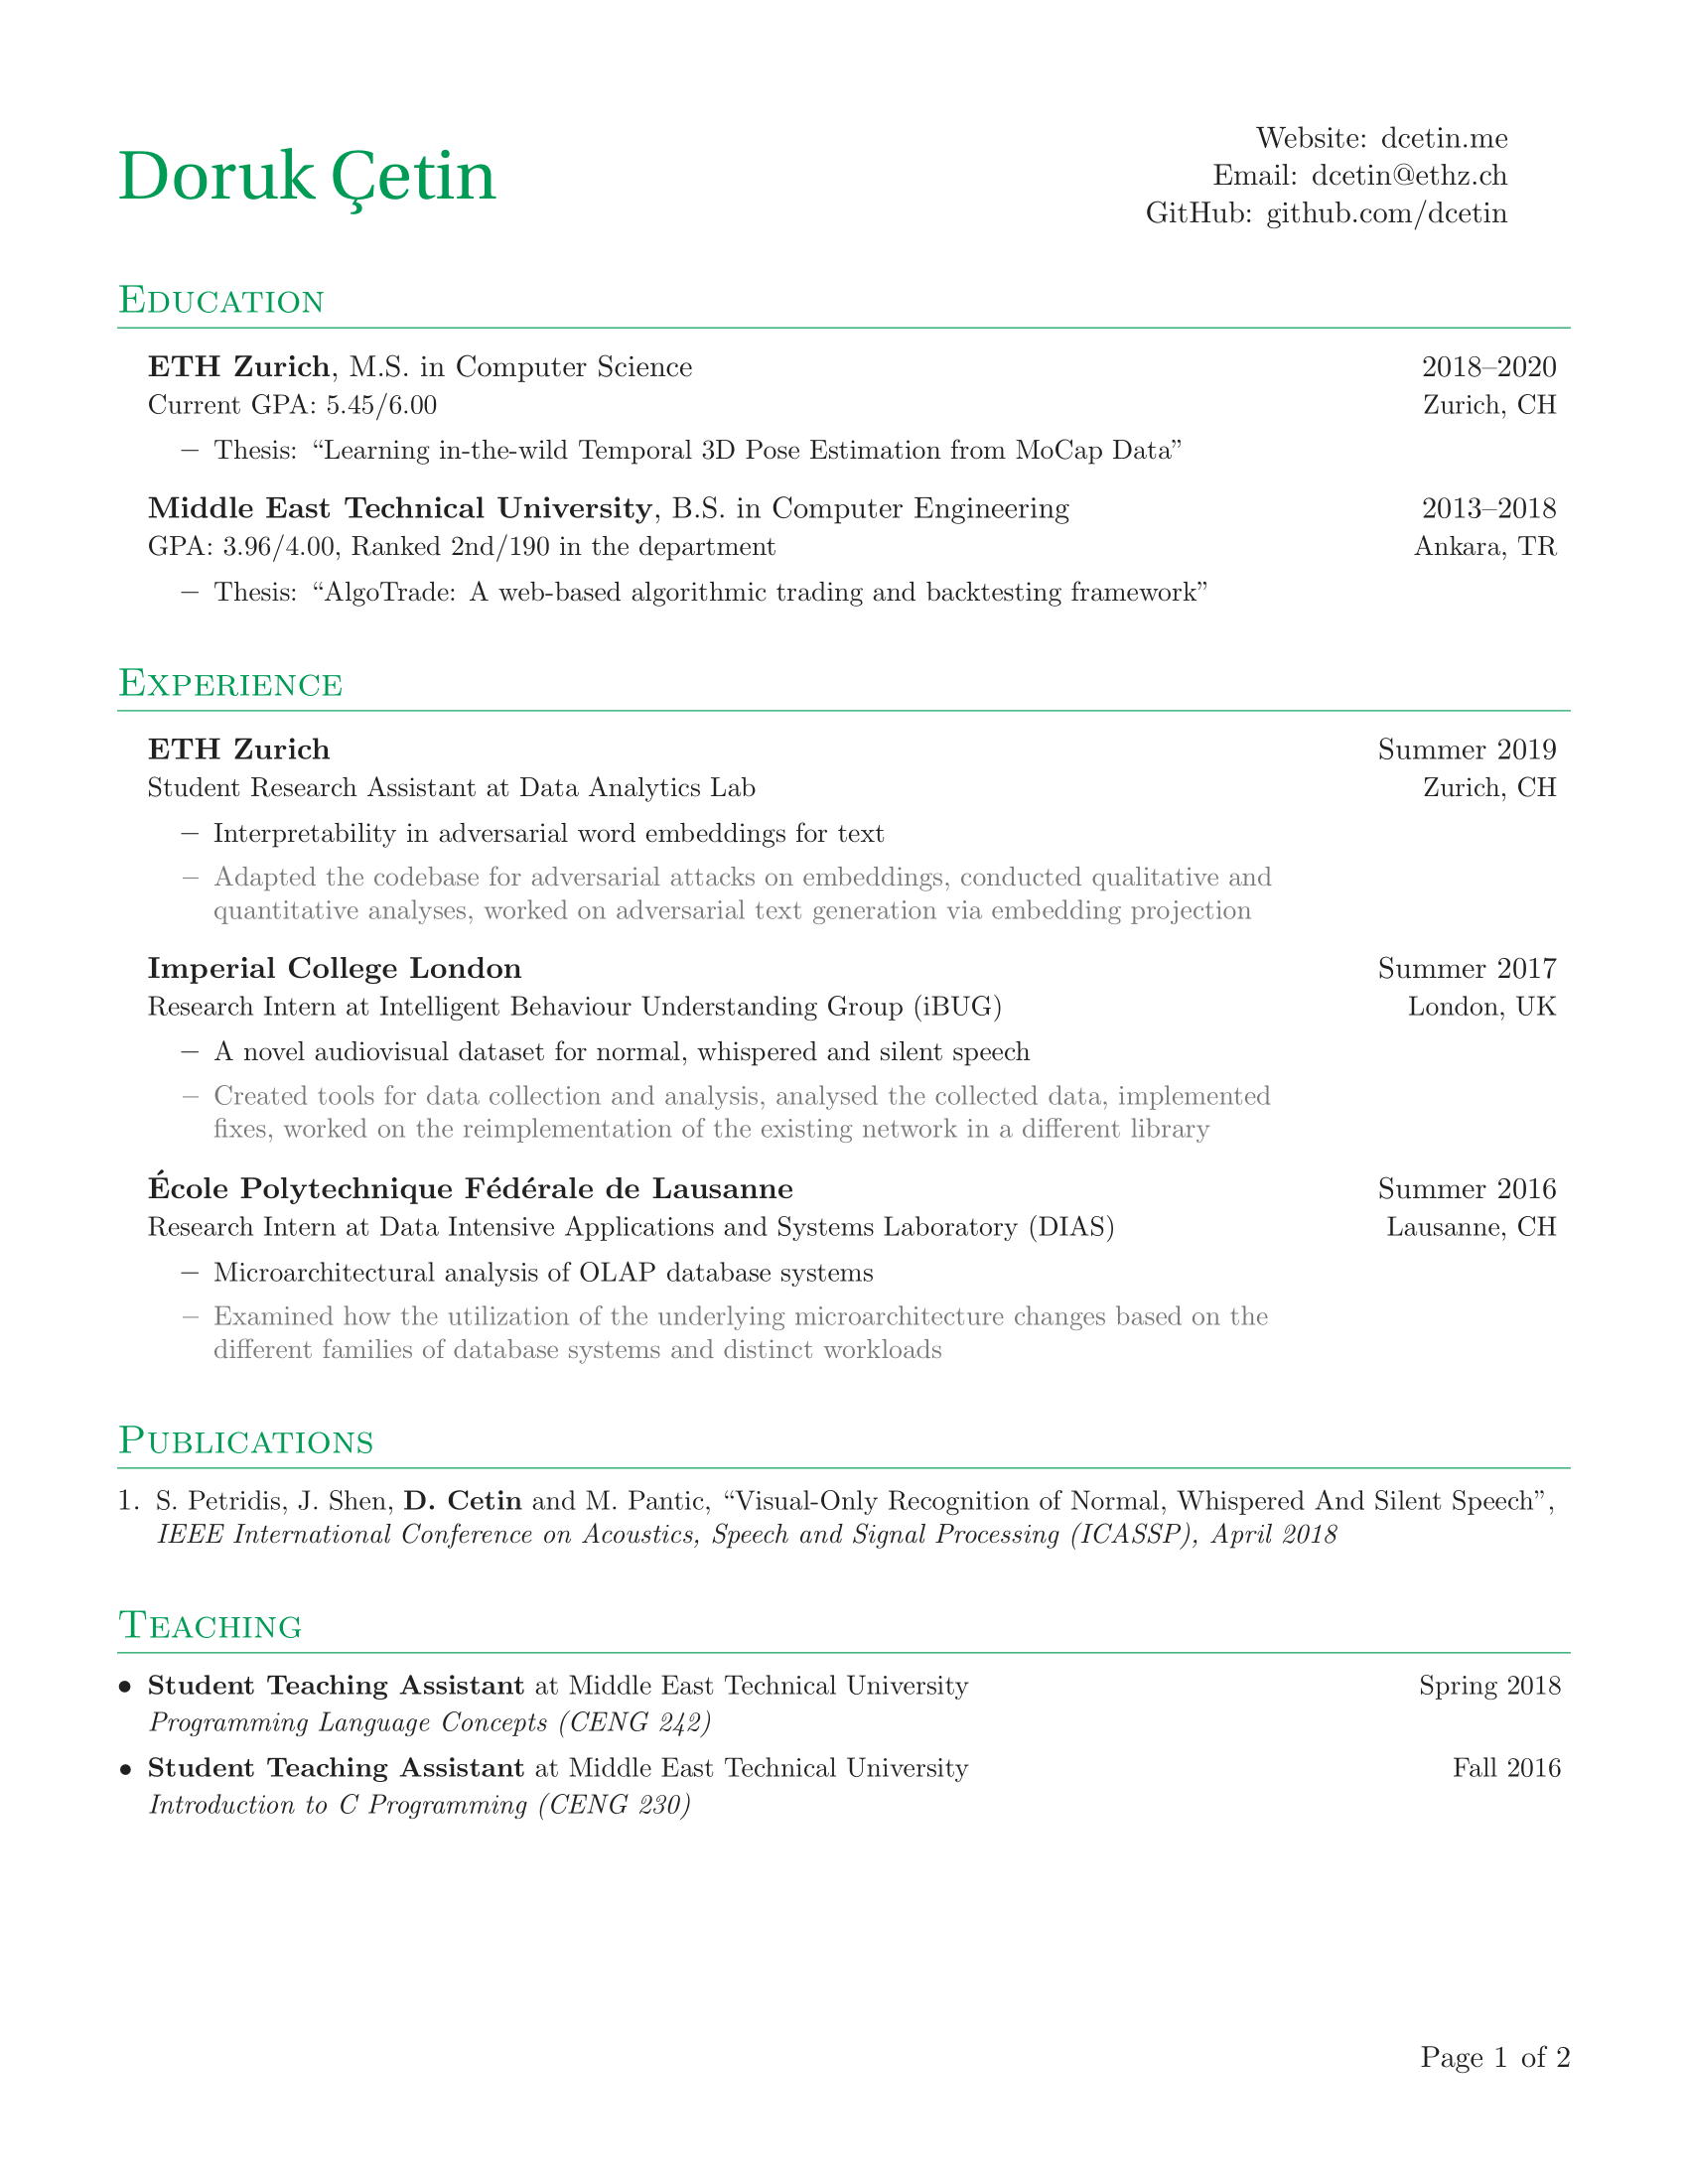 Doruk Çetin
Website: dcetin.me
Email: dcetin@ethz.ch
GitHub: github.com/dcetin
Education
ETH Zurich, M.S. in Computer Science 2018–2020
Current GPA: 5.45/6.00 Zurich, CH
– Thesis: “Learning in-the-wild Temporal 3D Pose Estimation from MoCap Data”
Middle East Technical University, B.S. in Computer Engineering 2013–2018
GPA: 3.96/4.00, Ranked 2nd/190 in the department Ankara, TR
– Thesis: “AlgoTrade: A web-based algorithmic trading and backtesting framework”
Experience
ETH Zurich Summer 2019
Student Research Assistant at Data Analytics Lab Zurich, CH
– Interpretability in adversarial word embeddings for text
– Adapted the codebase for adversarial attacks on embeddings, conducted qualitative and
quantitative analyses, worked on adversarial text generation via embedding projection
Imperial College London Summer 2017
Research Intern at Intelligent Behaviour Understanding Group (iBUG) London, UK
– A novel audiovisual dataset for normal, whispered and silent speech
– Created tools for data collection and analysis, analysed the collected data, implemented
fixes, worked on the reimplementation of the existing network in a different library
École Polytechnique Fédérale de Lausanne Summer 2016
Research Intern at Data Intensive Applications and Systems Laboratory (DIAS) Lausanne, CH
– Microarchitectural analysis of OLAP database systems
– Examined how the utilization of the underlying microarchitecture changes based on the
different families of database systems and distinct workloads
Publications
1. S. Petridis, J. Shen, D. Cetin and M. Pantic, “Visual-Only Recognition of Normal, Whispered And Silent Speech”,
IEEE International Conference on Acoustics, Speech and Signal Processing (ICASSP), April 2018
Teaching
• Student Teaching Assistant at Middle East Technical University Spring 2018
Programming Language Concepts (CENG 242)
• Student Teaching Assistant at Middle East Technical University Fall 2016
Introduction to C Programming (CENG 230)
Page 1 of 2